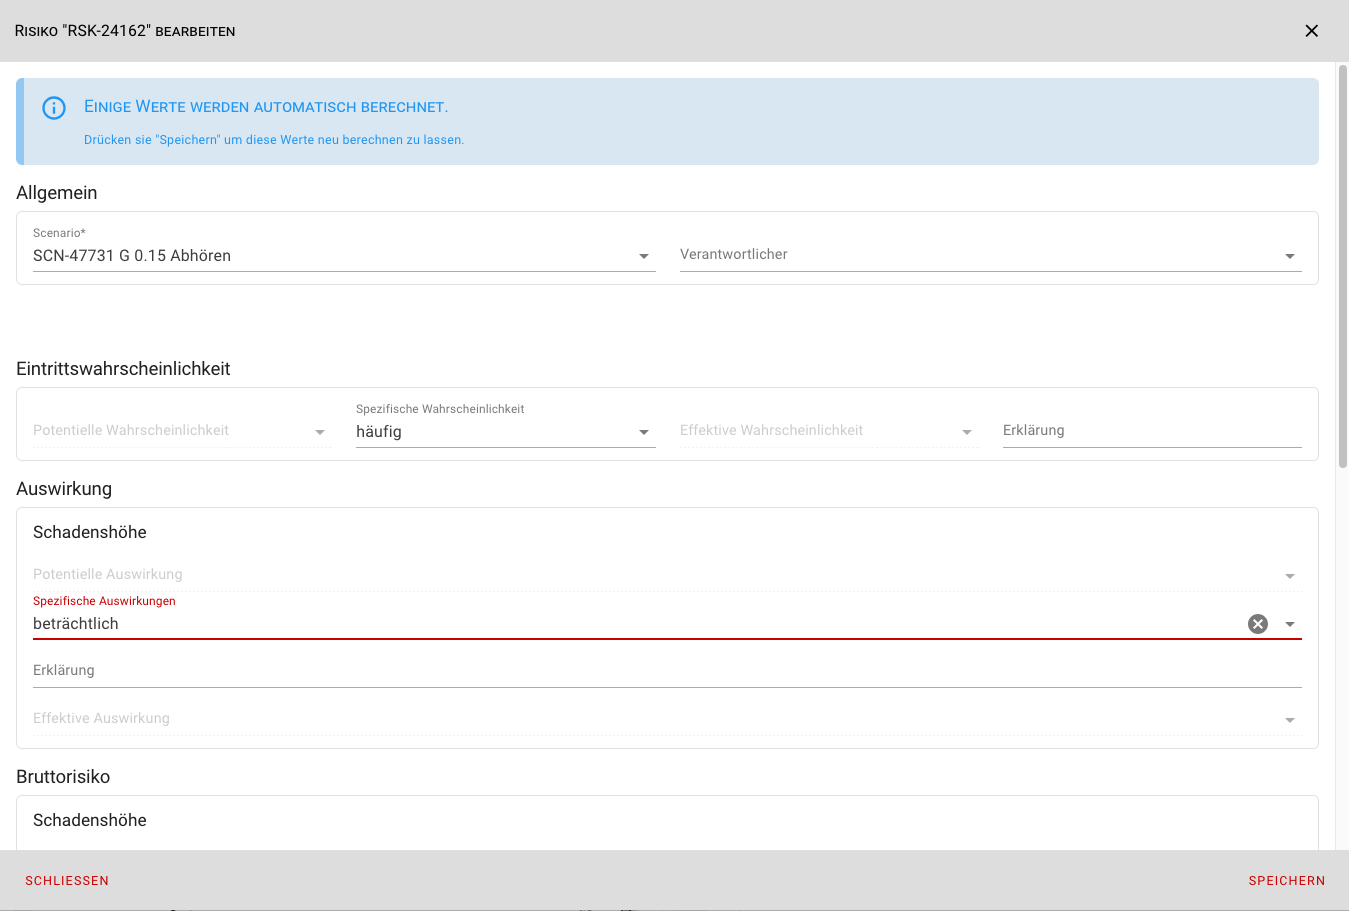 Risiko "RSK-24162" bearbeiten
Einige Werte werden automatisch berechnet.
Drücken sie "Speichern" um diese Werte neu berechnen zu lassen.
Allgemein
Scenario*
SCN-47731 G 0.15 Abhören
Verantwortlicher
Eintrittswahrscheinlichkeit
Potentielle Wahrscheinlichkeit
Spezifische Wahrscheinlichkeit
häufig
Effektive Wahrscheinlichkeit
Erklärung
Auswirkung
Schadenshöhe
Potentielle Auswirkung
Spezifische Auswirkungen
beträchtlich
Erklärung
Effektive Auswirkung
Bruttorisiko
Schadenshöhe
SCHLIESSEN
SPEICHERN